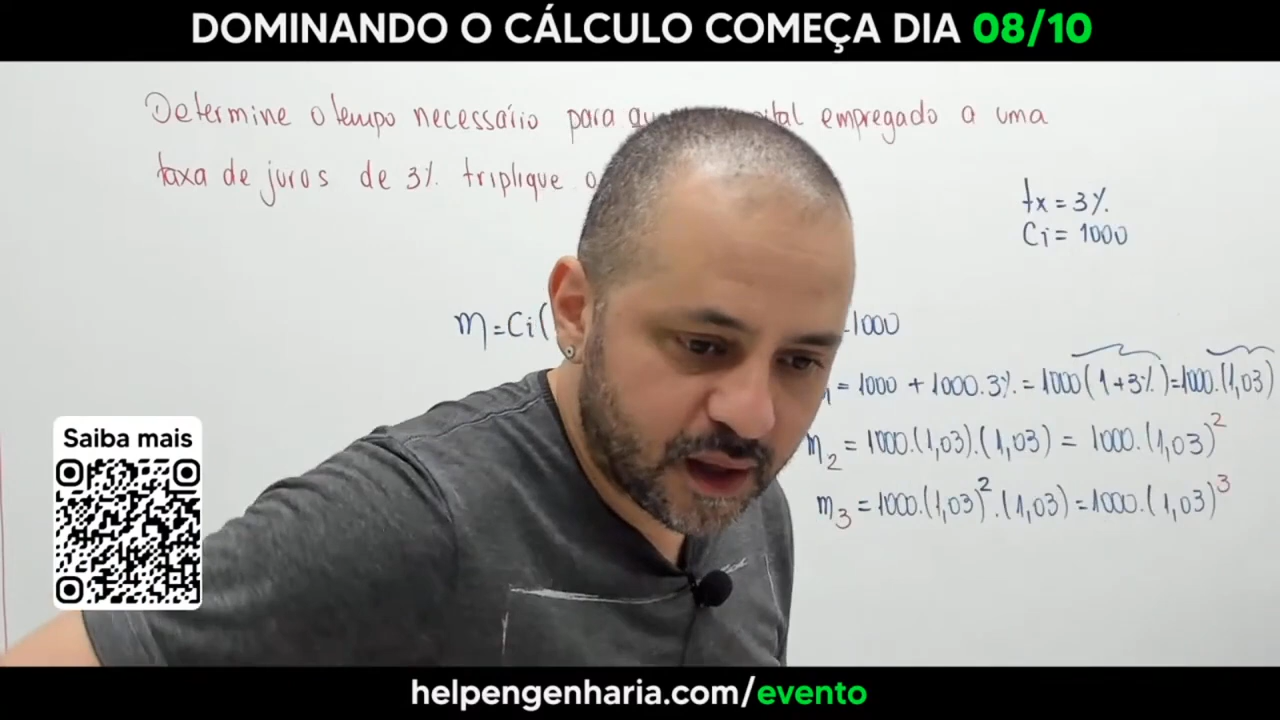 DOMINANDO O CÁLCULO COMEÇA DIA 08/10
Determine o tempo necessário para empregado a uma
taxa de juros de 3% triplique o
tx = 3%.
Ci = 1000
m = Ci(
1000
= 1000 + 1000.3% = 1000(1+3%) = 1000.(1,03)
m₂ = 1000.(1,03).(1,03) = 1000.(1,03)²
m₃ = 1000.(1,03)².(1,03) = 1000.(1,03)³
Saiba mais
helpengenharia.com/evento